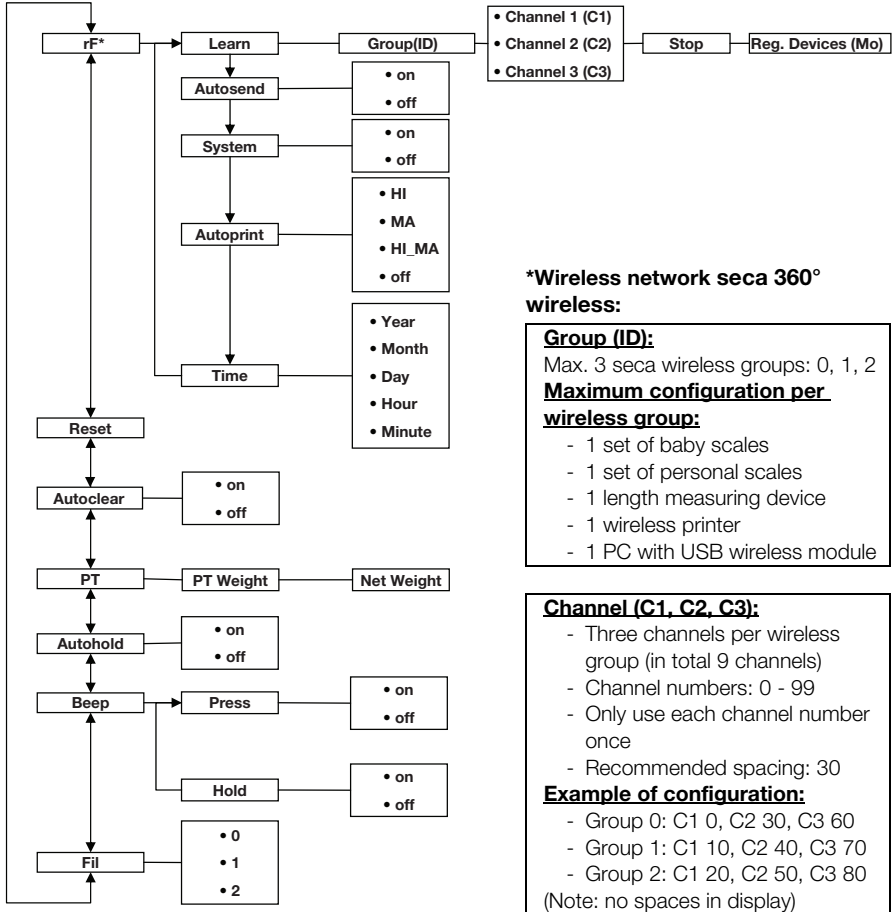 rF*
Learn
Group(ID)
• Channel 1 (C1)
• Channel 2 (C2)
• Channel 3 (C3)
Stop
Reg. Devices (Mo)
Autosend
• on
• off
System
• on
• off
Autoprint
• HI
• MA
• HI_MA
• off
Time
• Year
• Month
• Day
• Hour
• Minute
Reset
Autoclear
• on
• off
PT
PT Weight
Net Weight
Autohold
• on
• off
Beep
Press
• on
• off
Hold
• on
• off
Fil
• 0
• 1
• 2
*Wireless network seca 360°
wireless:
Group (ID):
Max. 3 seca wireless groups: 0, 1, 2
Maximum configuration per
wireless group:
- 1 set of baby scales
- 1 set of personal scales
- 1 length measuring device
- 1 wireless printer
- 1 PC with USB wireless module
Channel (C1, C2, C3):
- Three channels per wireless
group (in total 9 channels)
- Channel numbers: 0 - 99
- Only use each channel number
once
- Recommended spacing: 30
Example of configuration:
- Group 0: C1 0, C2 30, C3 60
- Group 1: C1 10, C2 40, C3 70
- Group 2: C1 20, C2 50, C3 80
(Note: no spaces in display)